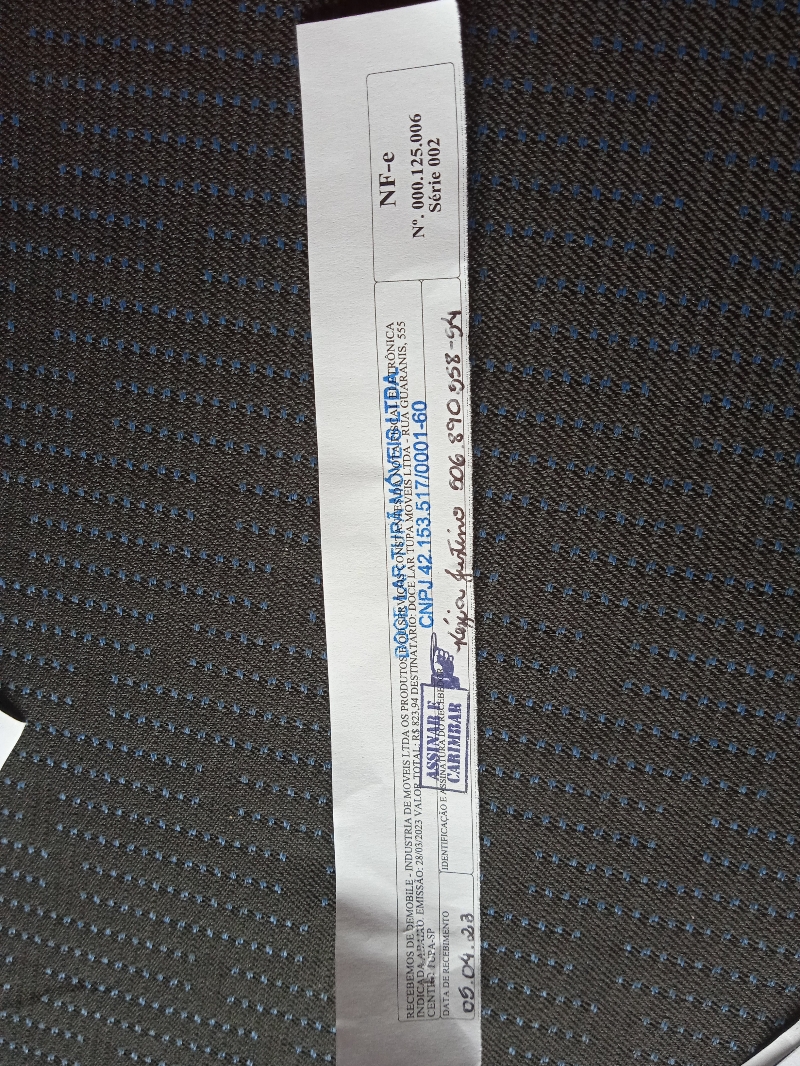 RECEBEMOS DE DEMOBILE - INDUSTRIA DE MOVEIS LTDA OS PRODUTOS E/OU SERVIÇOS CONSTANTES DA NOTA FISCAL ELETRÔNICA
INDICADA ABAIXO. EMISSÃO: 28/03/2023 VALOR TOTAL: R$ 823,94 DESTINATÁRIO: DOCE LAR TUPA MOVEIS LTDA - RUA GUARANIS, 555
CENTRO TUPA-SP
DOCE LAR TUPÃ MÓVEIS LTDA
CNPJ 42.153.517/0001-60
DATA DE RECEBIMENTO
05.04.23
IDENTIFICAÇÃO E ASSINATURA DO RECEBEDOR
ASSINAR E
CARIMBAR
Justino 506.890.958-54
NF-e
Nº. 000.125.006
Série 002